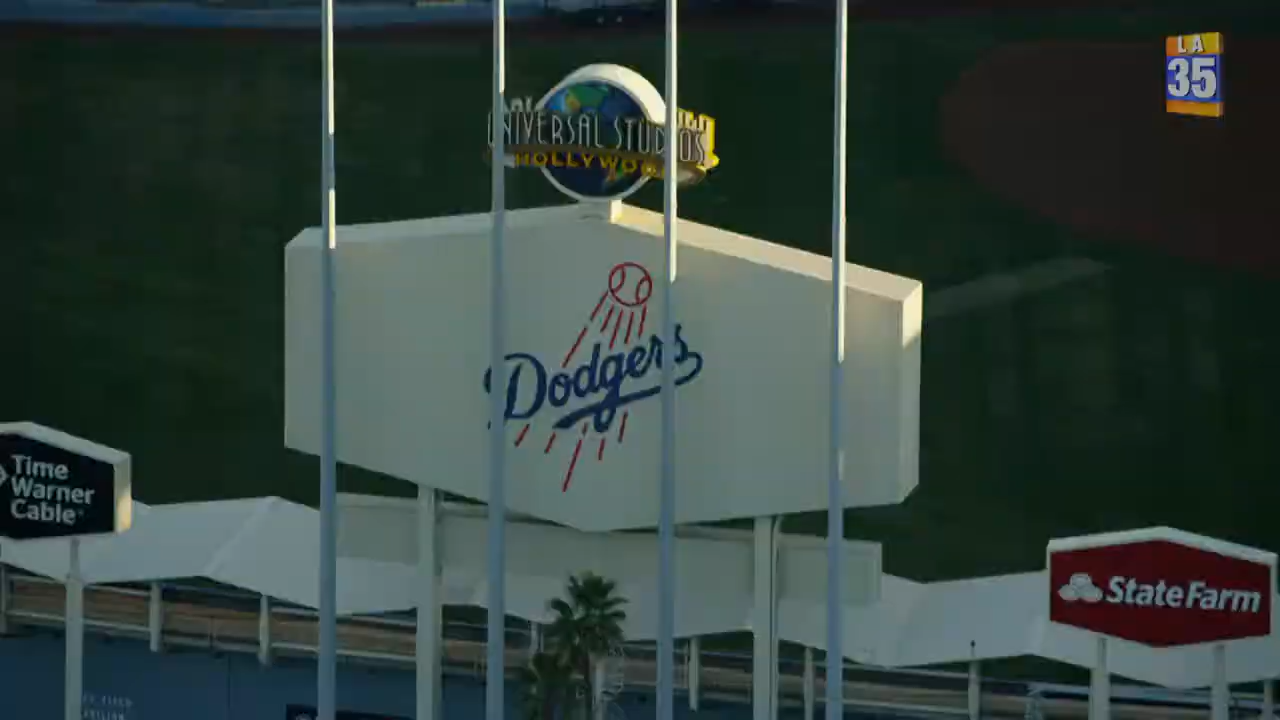 LA
35
UNIVERSAL STUDIOS
HOLLYWOOD
Dodgers
Time
Warner
Cable
State Farm